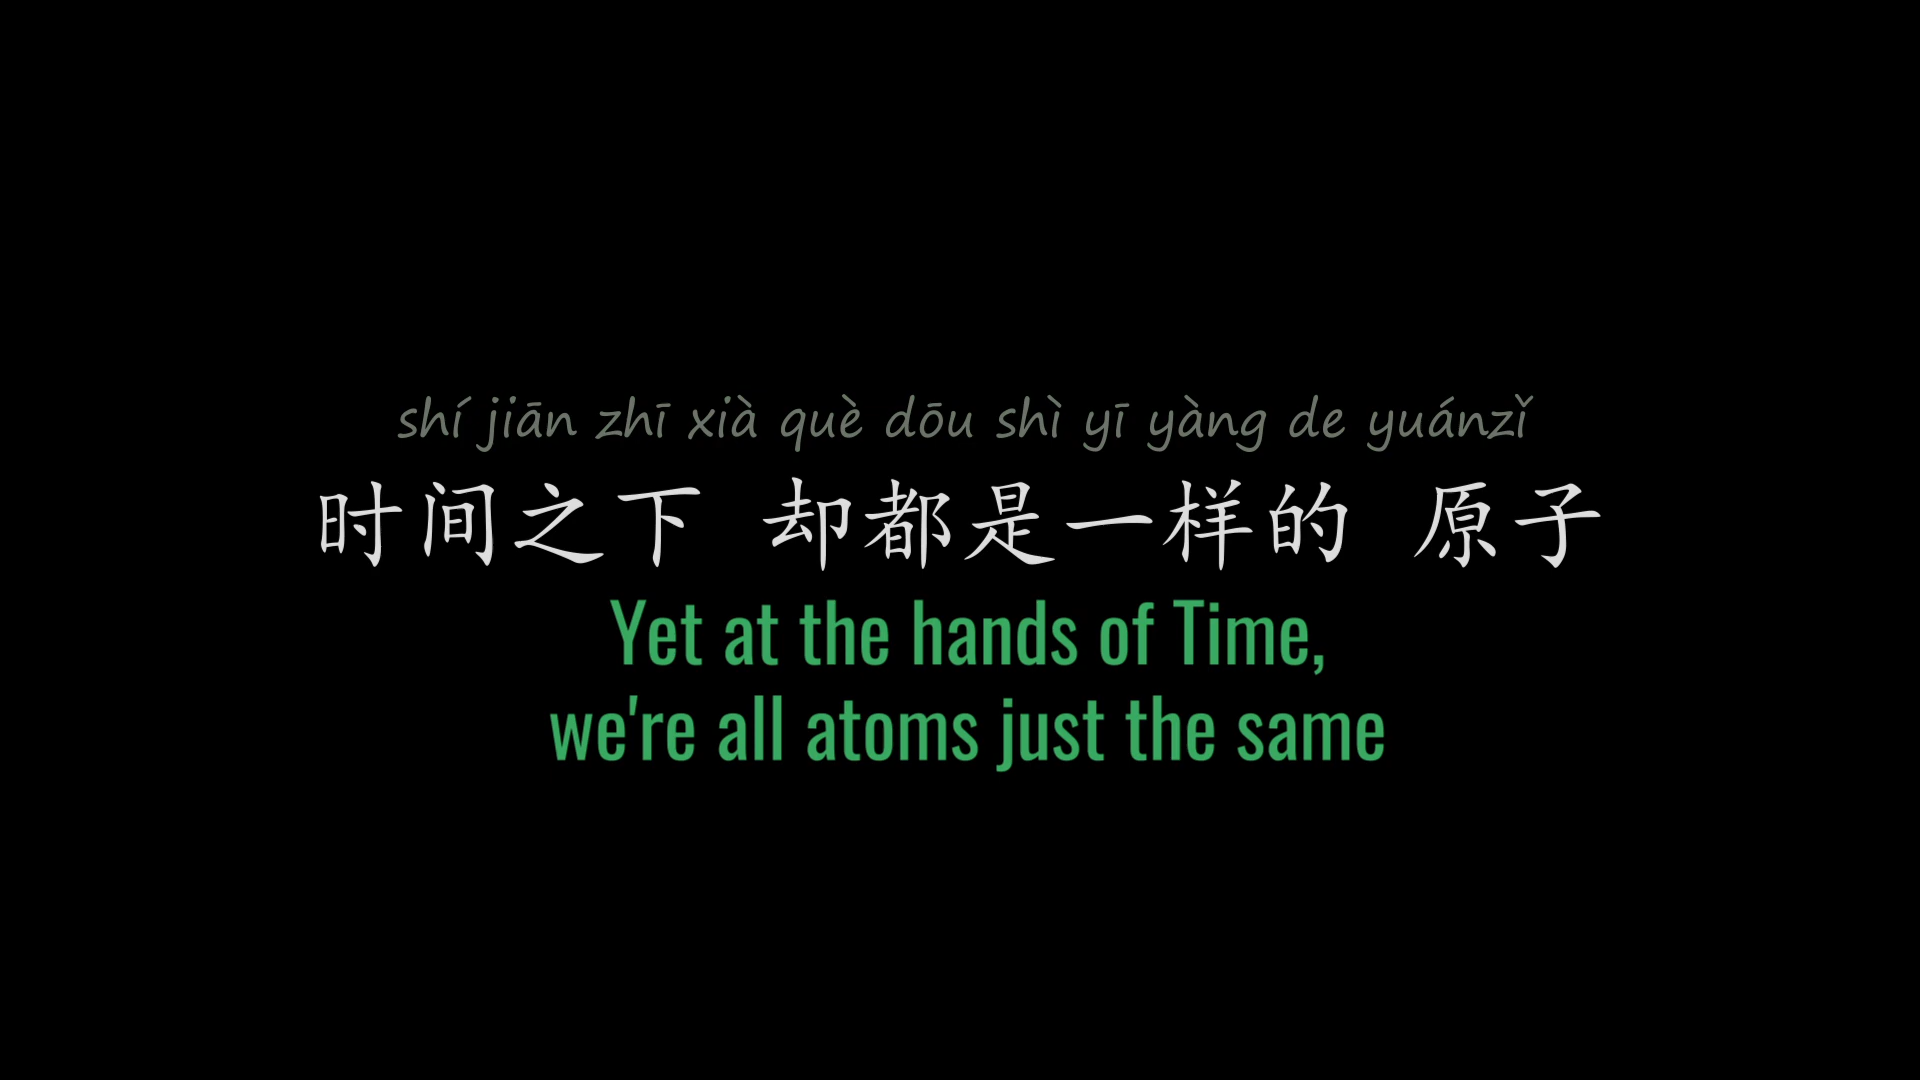 shí jiān zhī xià què dōu shì yī yàng de yuánzǐ
时间之下 却都是一样的 原子
Yet at the hands of Time,
we're all atoms just the same